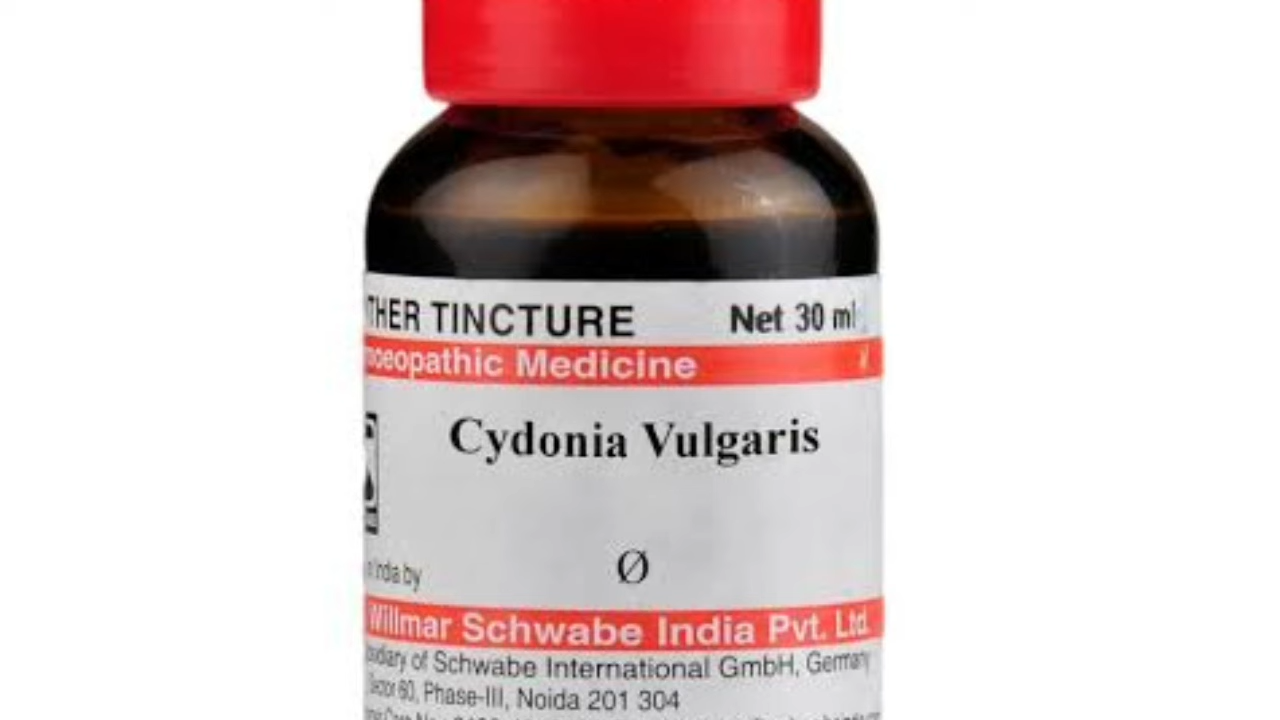 THER TINCTURE Net 30 ml
oeopathic Medicine
Cydonia Vulgaris
Ø
India by
Willmar Schwabe India Pvt. Ltd.
sidiary of Schwabe International GmbH, Germany
Sector 60, Phase-III, Noida 201 304